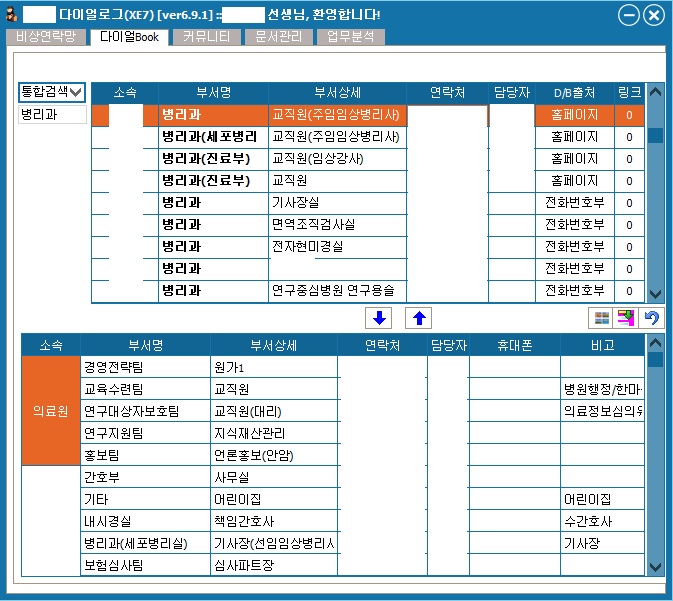 다이얼로그(XE7) [ver6.9.1] :: 선생님, 환영합니다!
비상연락망 다이얼Book 커뮤니티 문서관리 업무분석
통합검색
병리과
소속 부서명 부서상세 연락처 담당자 D/B출처 링크
병리과 교직원(주임임상병리사) 홈페이지 0
병리과(세포병리 교직원(주임임상병리사) 홈페이지 0
병리과(진료부) 교직원(임상강사) 홈페이지 0
병리과(진료부) 교직원 홈페이지 0
병리과 기사장실 전화번호부 0
병리과 면역조직검사실 전화번호부 0
병리과 전자현미경실 전화번호부 0
병리과 전화번호부 0
병리과 연구중심병원 연구용슬 전화번호부 0
소속 부서명 부서상세 연락처 담당자 휴대폰 비고
의료원
경영전략팀 원가1
교육수련팀 교직원 병원행정/한마
연구대상자보호팀 교직원(대리) 의료정보심의위
연구지원팀 지식재산관리
홍보팀 언론홍보(안암)
간호부 사무실
기타 어린이집 어린이집
내시경실 책임간호사 수간호사
병리과(세포병리실) 기사장(선임임상병리사 기사장
보험심사팀 심사파트장